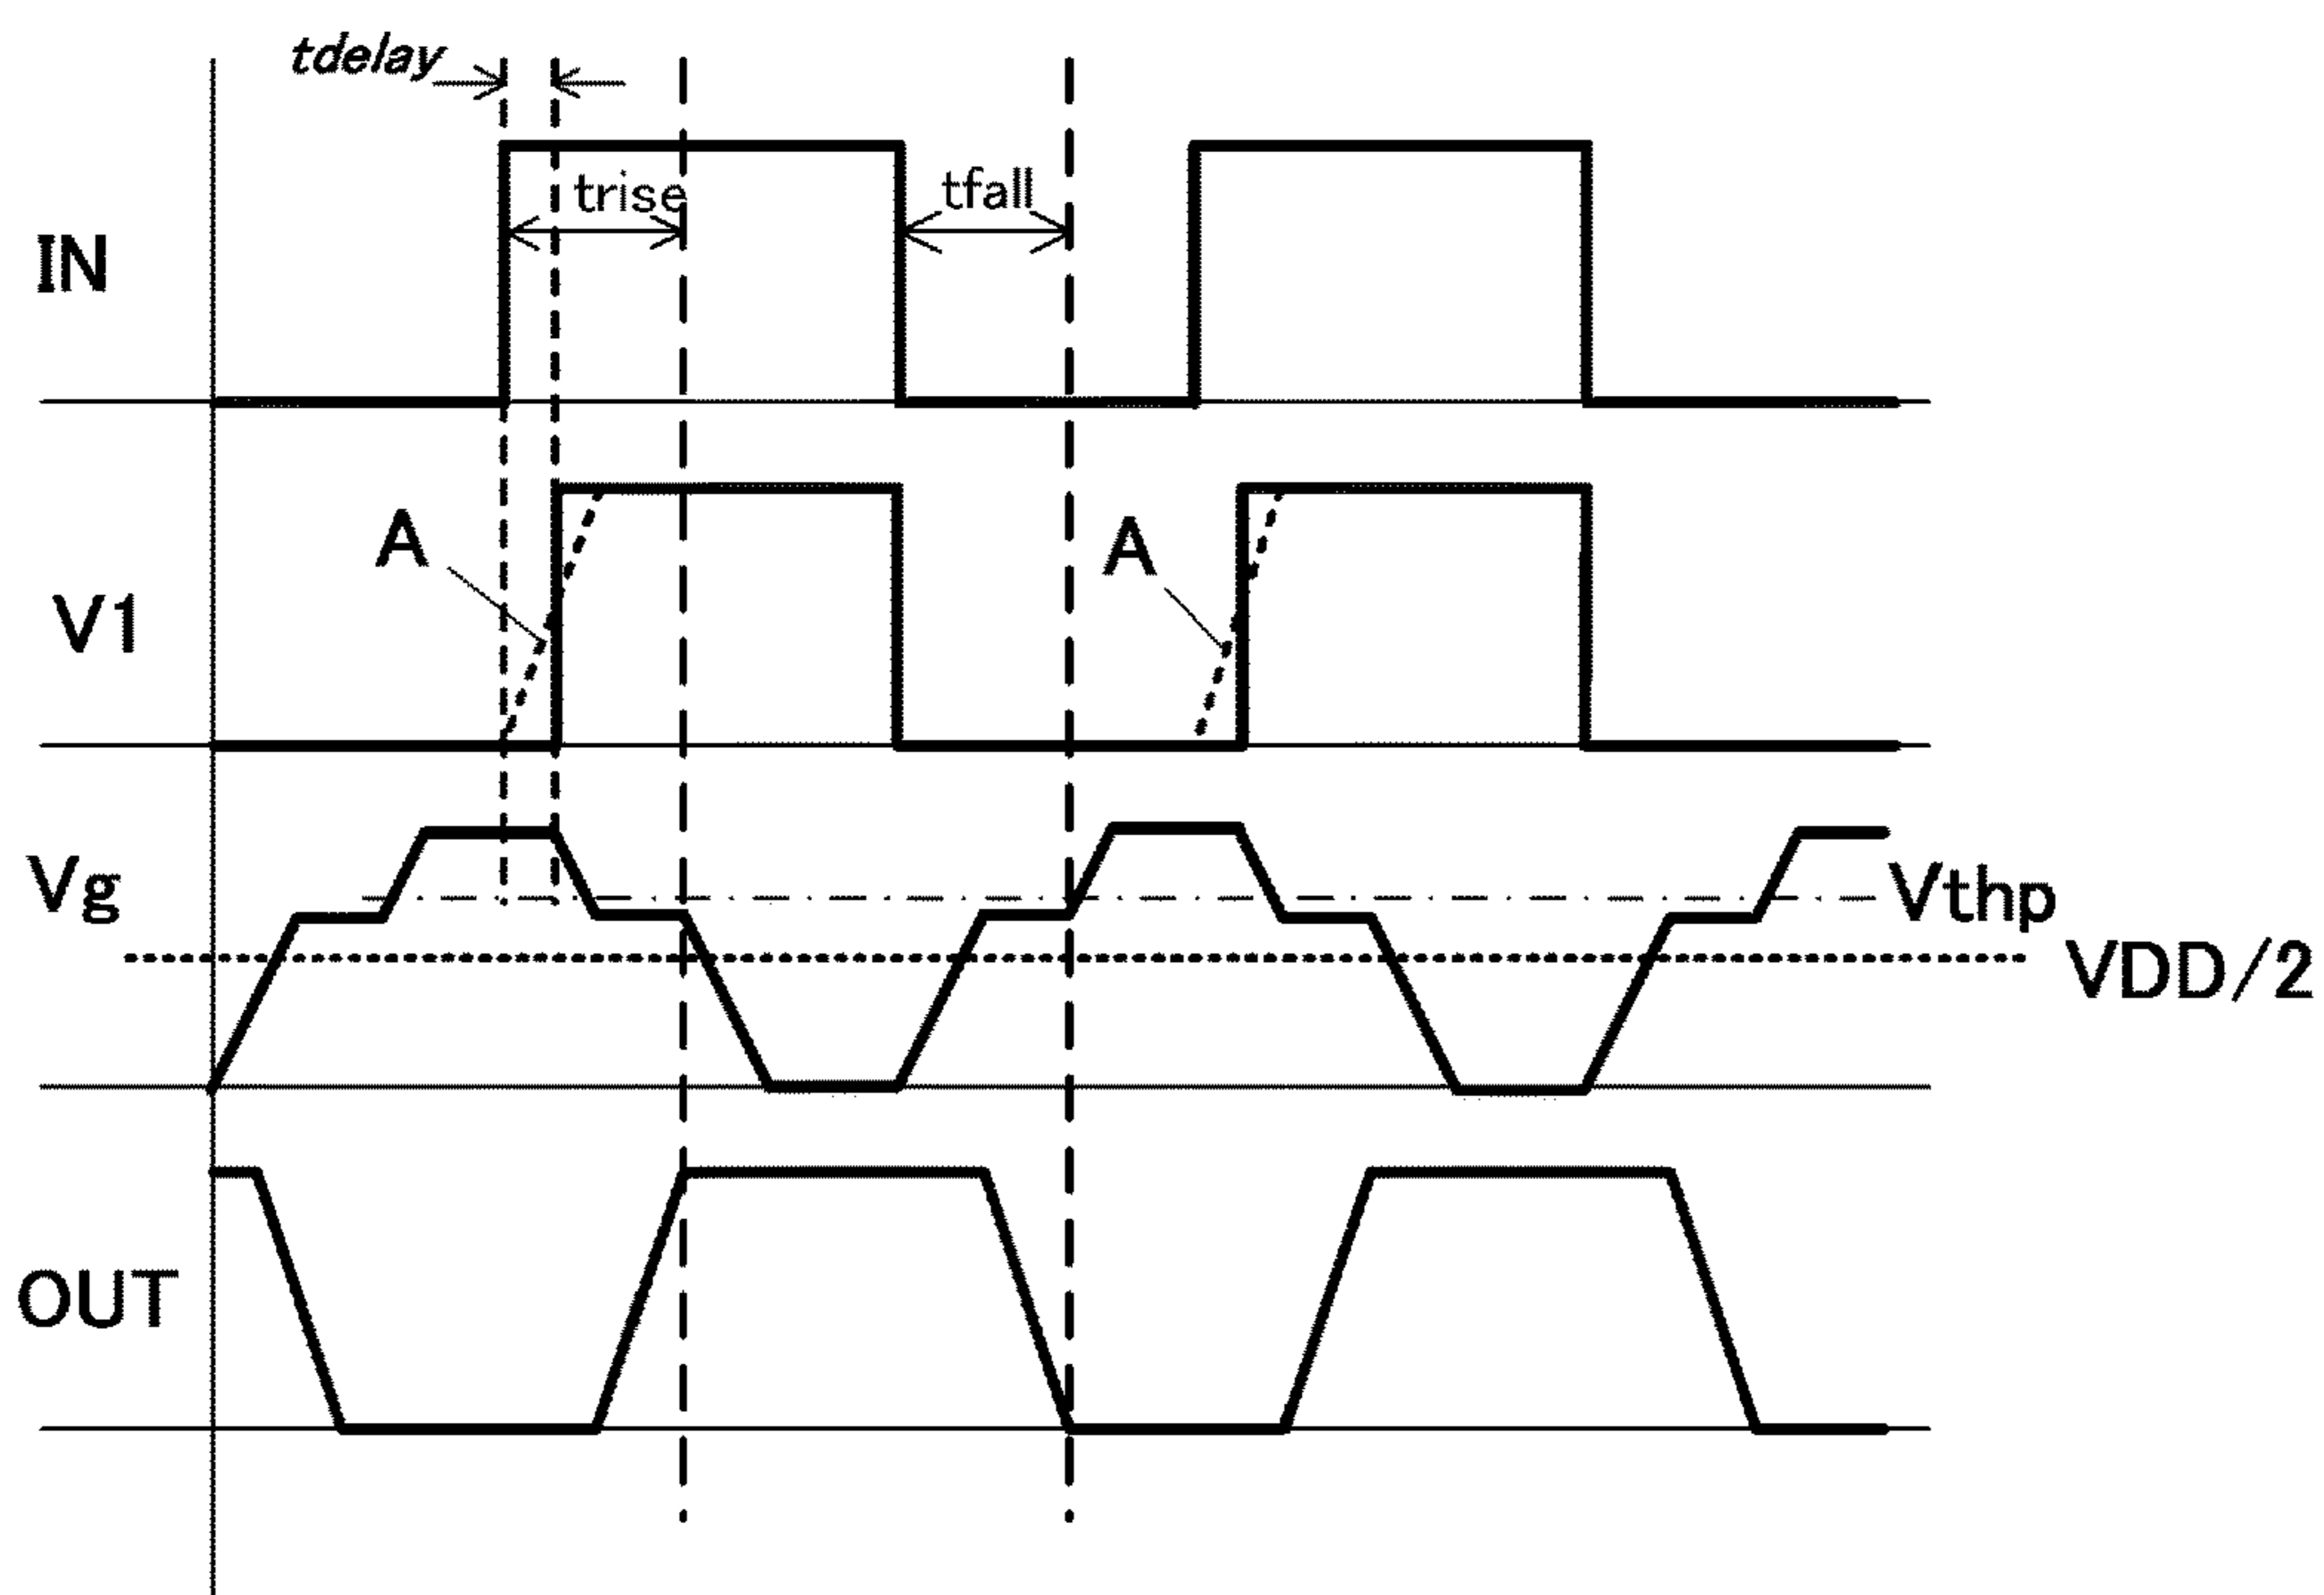 tdelay
trise
tfall
IN
A
A
V1
Vg
Vthp
VDD/2
OUT